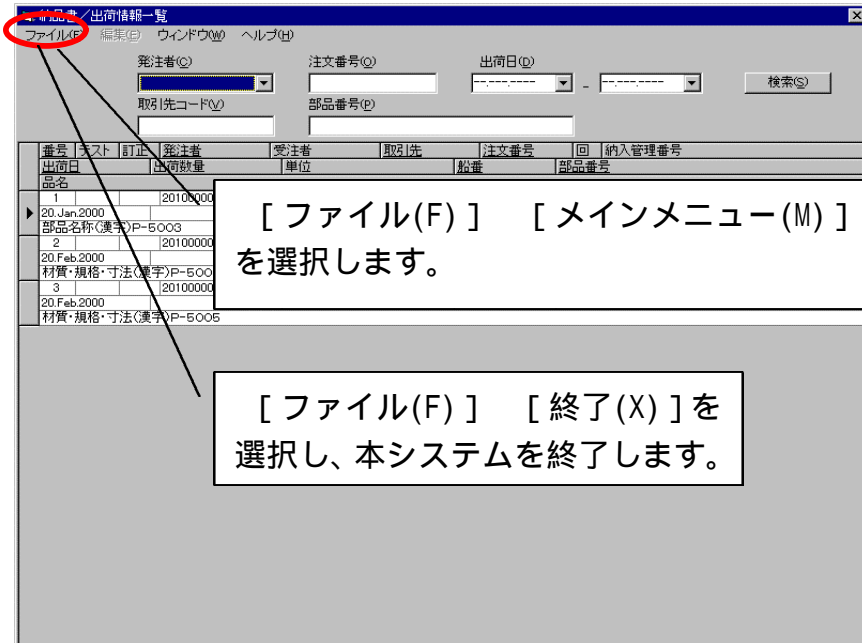 納品書／出荷情報一覧
ファイル(F) 編集(E) ウィンドウ(W) ヘルプ(H)
発注者(C) 注文番号(O) 出荷日(D)
--.---.---- - --.---.---- 検索(S)
取引先コード(V) 部品番号(P)
番号 テスト 訂正 発注者 受注者 取引先 注文番号 回 納入管理番号
出荷日 出荷数量 単位 船番 部品番号
品名
1 20100000
20.Jan.2000
部品名称(漢字)P-5003
2 20100000
20.Feb.2000
材質・規格・寸法(漢字)P-500
3 20100000
20.Feb.2000
材質・規格・寸法(漢字)P-5005
[ファイル(F)] [メインメニュー(M)]
を選択します。
[ファイル(F)] [終了(X)]を
選択し、本システムを終了します。